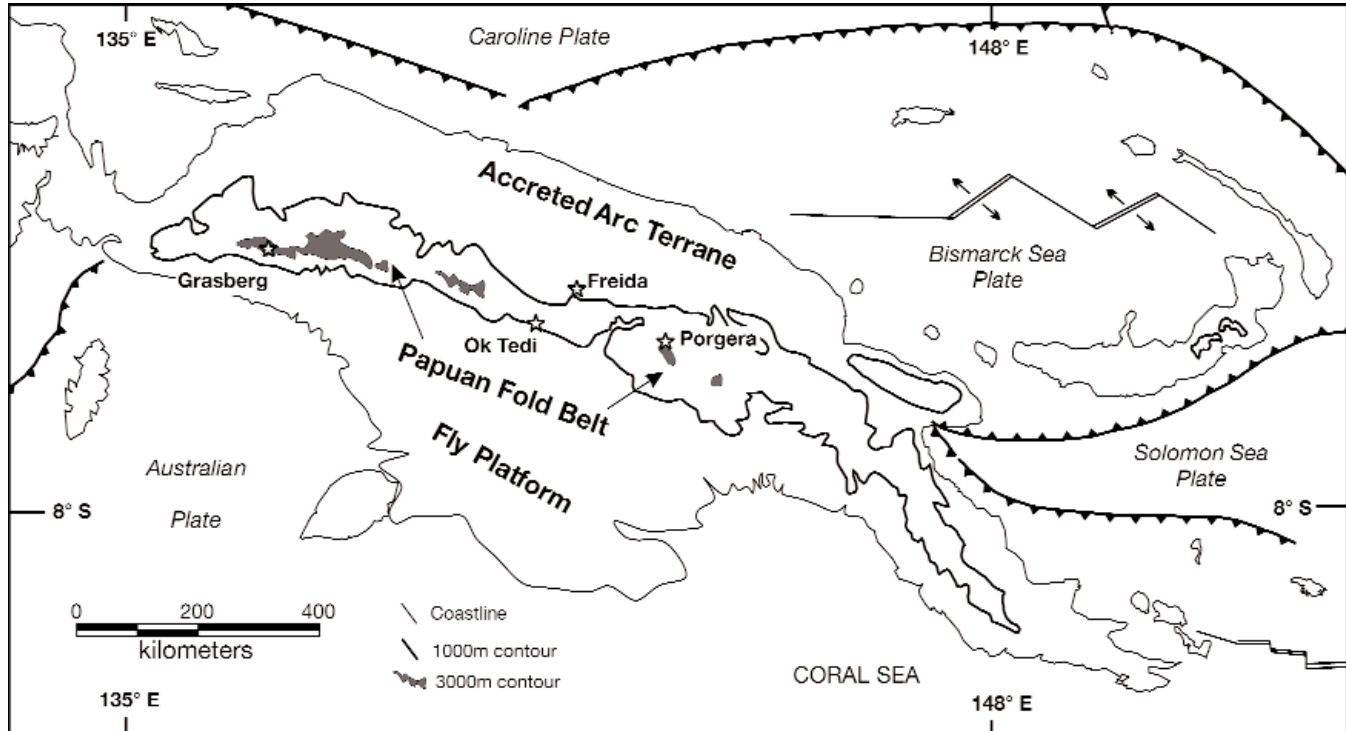 135° E
Caroline Plate
148° E
Accreted Arc Terrane
Bismarck Sea
Plate
Grasberg
Freida
Ok Tedi
Porgera
Papuan Fold Belt
Fly Platform
Australian
Plate
Solomon Sea
Plate
8° S
8° S
0 200 400
kilometers
Coastline
1000m contour
3000m contour
CORAL SEA
135° E
148° E